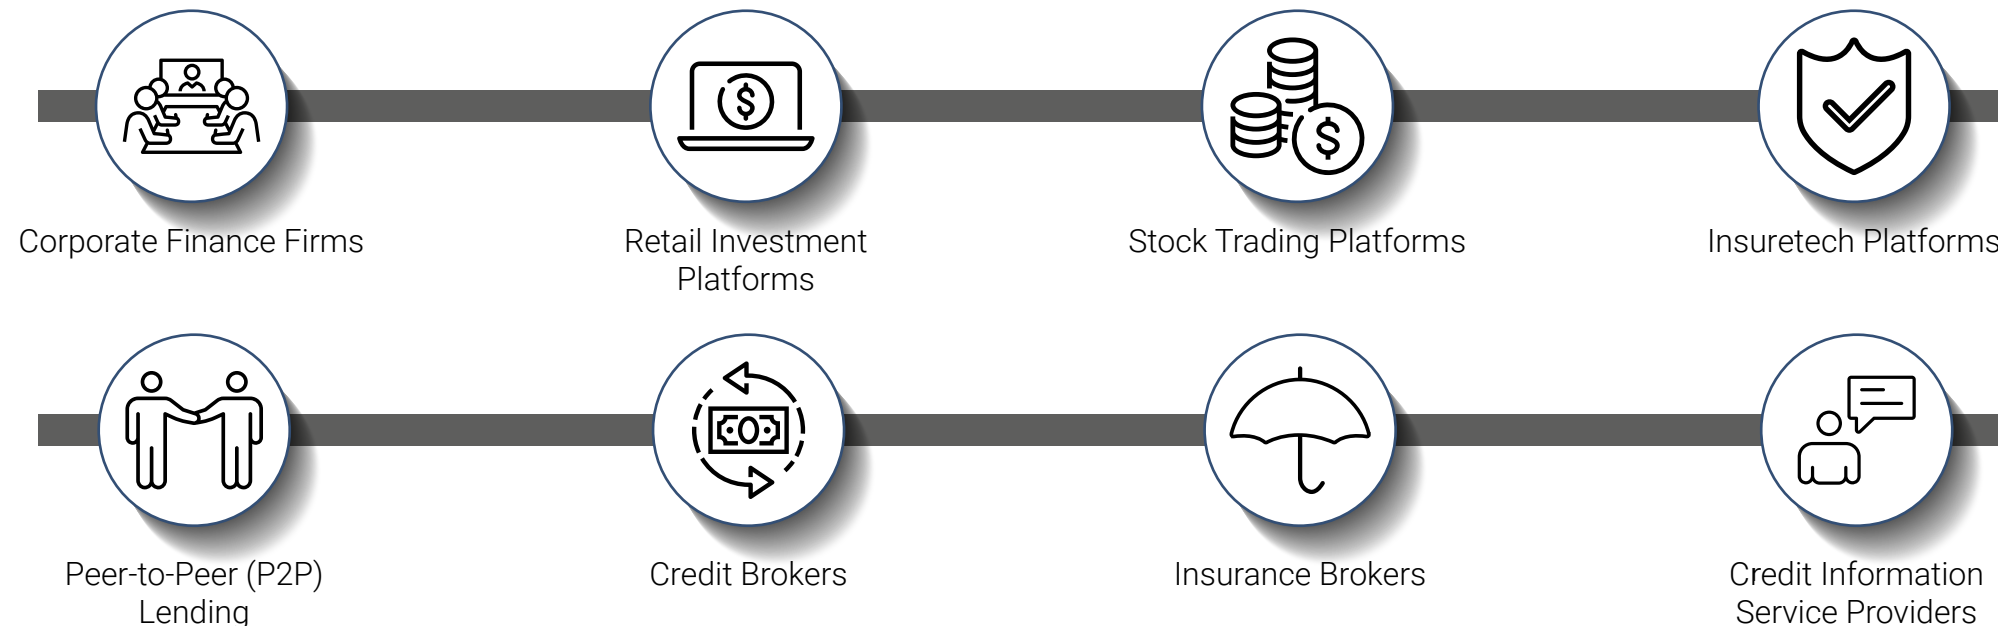 Corporate Finance Firms
Retail Investment
Platforms
Stock Trading Platforms
Insuretech Platforms
Peer-to-Peer (P2P)
Lending
Credit Brokers
Insurance Brokers
Credit Information
Service Providers